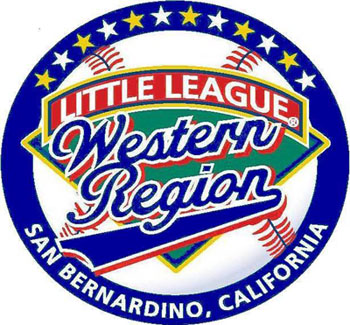 LITTLE LEAGUE®
Western
Region
SAN BERNARDINO, CALIFORNIA